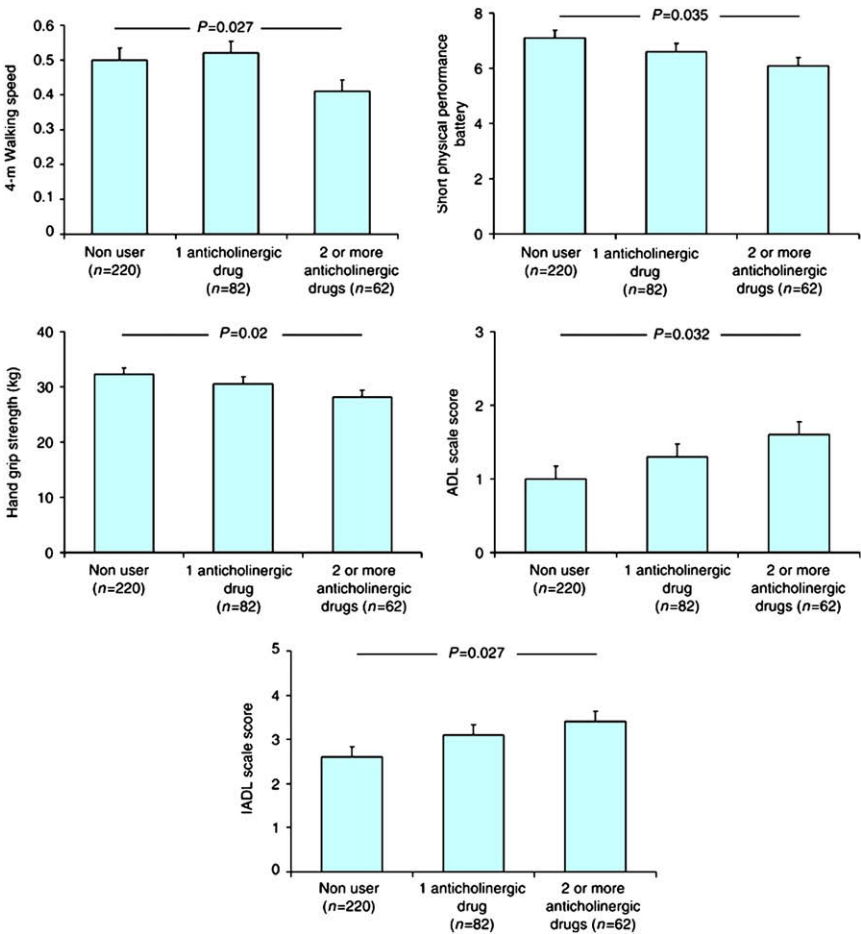 4-m Walking speed
0.6
0.5
0.4
0.3
0.2
0.1
0
P=0.027
Non user
(n=220)
1 anticholinergic
drug
(n=82)
2 or more
anticholinergic
drugs (n=62)
Short physical performance
battery
8
6
4
2
0
P=0.035
Non user
(n=220)
1 anticholinergic
drug
(n=82)
2 or more
anticholinergic
drugs (n=62)
Hand grip strength (kg)
40
30
20
10
0
P=0.02
Non user
(n=220)
1 anticholinergic
drug
(n=82)
2 or more
anticholinergic
drugs (n=62)
ADL scale score
3
2
1
0
P=0.032
Non user
(n=220)
1 anticholinergic
drug
(n=82)
2 or more
anticholinergic
drugs (n=62)
IADL scale score
5
4
3
2
1
0
P=0.027
Non user
(n=220)
1 anticholinergic
drug
(n=82)
2 or more
anticholinergic
drugs (n=62)